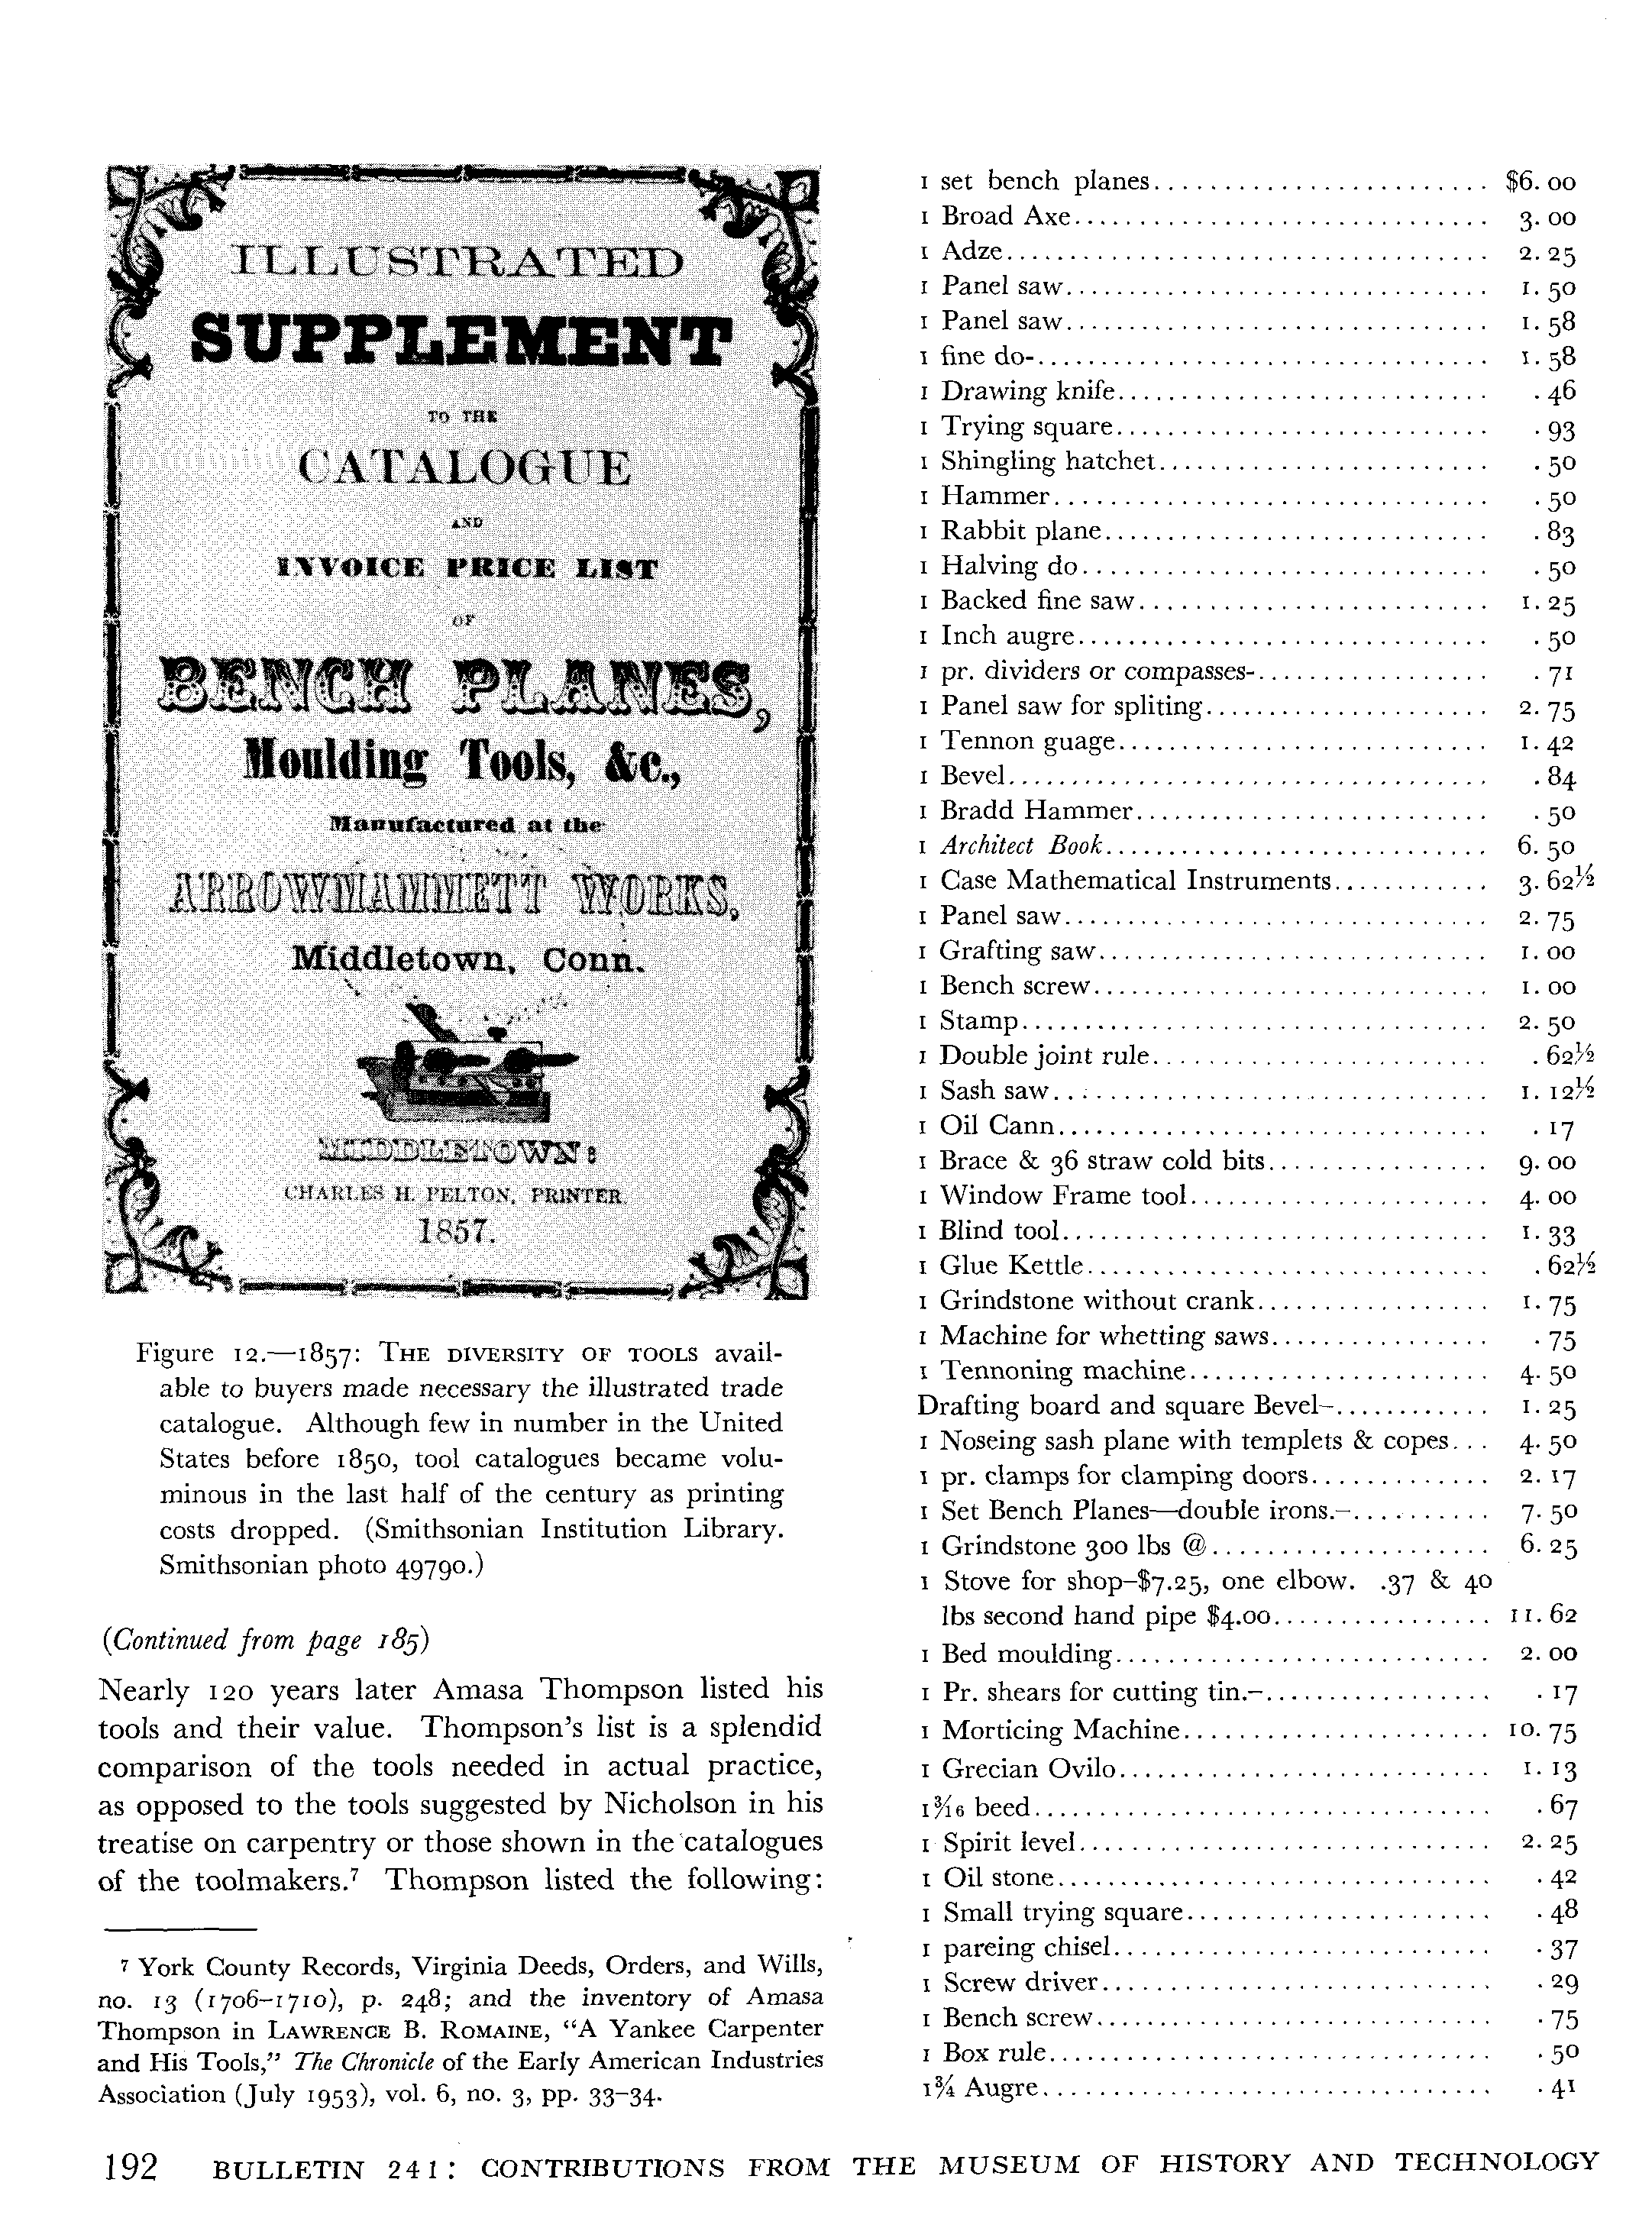 ILLUSTRATED
SUPPLEMENT
TO THE
CATALOGUE
AND
INVOICE PRICE LIST
OF
BENCH PLANES,
Moulding Tools, &c.,
Manufactured at the
ARROWMAMMETT WORKS,
Middletown, Conn.
MIDDLETOWN:
CHARLES H. PELTON, PRINTER
1857.
Figure 12.—1857: THE DIVERSITY OF TOOLS avail-
able to buyers made necessary the illustrated trade
catalogue. Although few in number in the United
States before 1850, tool catalogues became volu-
minous in the last half of the century as printing
costs dropped. (Smithsonian Institution Library.
Smithsonian photo 49790.)
(Continued from page 185)
Nearly 120 years later Amasa Thompson listed his
tools and their value. Thompson's list is a splendid
comparison of the tools needed in actual practice,
as opposed to the tools suggested by Nicholson in his
treatise on carpentry or those shown in the catalogues
of the toolmakers.⁷ Thompson listed the following:
⁷ York County Records, Virginia Deeds, Orders, and Wills,
no. 13 (1706–1710), p. 248; and the inventory of Amasa
Thompson in LAWRENCE B. ROMAINE, "A Yankee Carpenter
and His Tools," The Chronicle of the Early American Industries
Association (July 1953), vol. 6, no. 3, pp. 33–34.
1 set bench planes $6.00
1 Broad Axe 3.00
1 Adze 2.25
1 Panel saw 1.50
1 Panel saw 1.58
1 fine do- 1.58
1 Drawing knife .46
1 Trying square .93
1 Shingling hatchet .50
1 Hammer .50
1 Rabbit plane .83
1 Halving do .50
1 Backed fine saw 1.25
1 Inch augre .50
1 pr. dividers or compasses- .71
1 Panel saw for spliting 2.75
1 Tennon guage 1.42
1 Bevel .84
1 Bradd Hammer .50
1 Architect Book 6.50
1 Case Mathematical Instruments 3.62½
1 Panel saw 2.75
1 Grafting saw 1.00
1 Bench screw 1.00
1 Stamp 2.50
1 Double joint rule .62½
1 Sash saw 1.12½
1 Oil Cann .17
1 Brace & 36 straw cold bits 9.00
1 Window Frame tool 4.00
1 Blind tool 1.33
1 Glue Kettle .62½
1 Grindstone without crank 1.75
1 Machine for whetting saws .75
1 Tennoning machine 4.50
Drafting board and square Bevel– 1.25
1 Noseing sash plane with templets & copes 4.50
1 pr. clamps for clamping doors 2.17
1 Set Bench Planes—double irons.– 7.50
1 Grindstone 300 lbs @ 6.25
1 Stove for shop–$7.25, one elbow. .37 & 40
lbs second hand pipe $4.00 11.62
1 Bed moulding 2.00
1 Pr. shears for cutting tin.– .17
1 Morticing Machine 10.75
1 Grecian Ovilo 1.13
1 3/16 beed .67
1 Spirit level 2.25
1 Oil stone .42
1 Small trying square .48
1 pareing chisel .37
1 Screw driver .29
1 Bench screw .75
1 Box rule .50
1¾ Augre .41
192 BULLETIN 241: CONTRIBUTIONS FROM THE MUSEUM OF HISTORY AND TECHNOLOGY